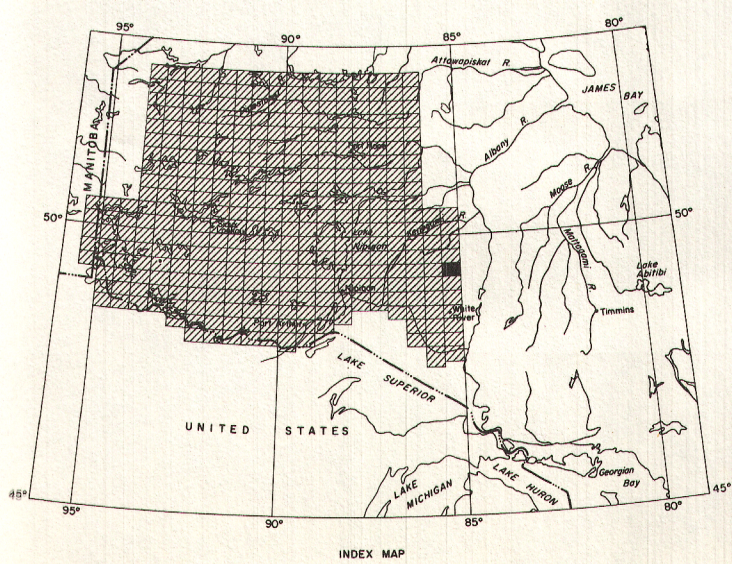 95°
90°
85°
80°
Attawapiskat R.
JAMES BAY
MANITOBA
Albany R.
Fort Hope
Moose R.
50°
R.
50°
Lake
Nipigon
Mattagami R.
Lake
Abitibi
Nipigon
White
River
Timmins
Port Arthur
LAKE SUPERIOR
UNITED STATES
LAKE
MICHIGAN
LAKE HURON
Georgian
Bay
45°
95°
90°
85°
80°
45°
INDEX MAP